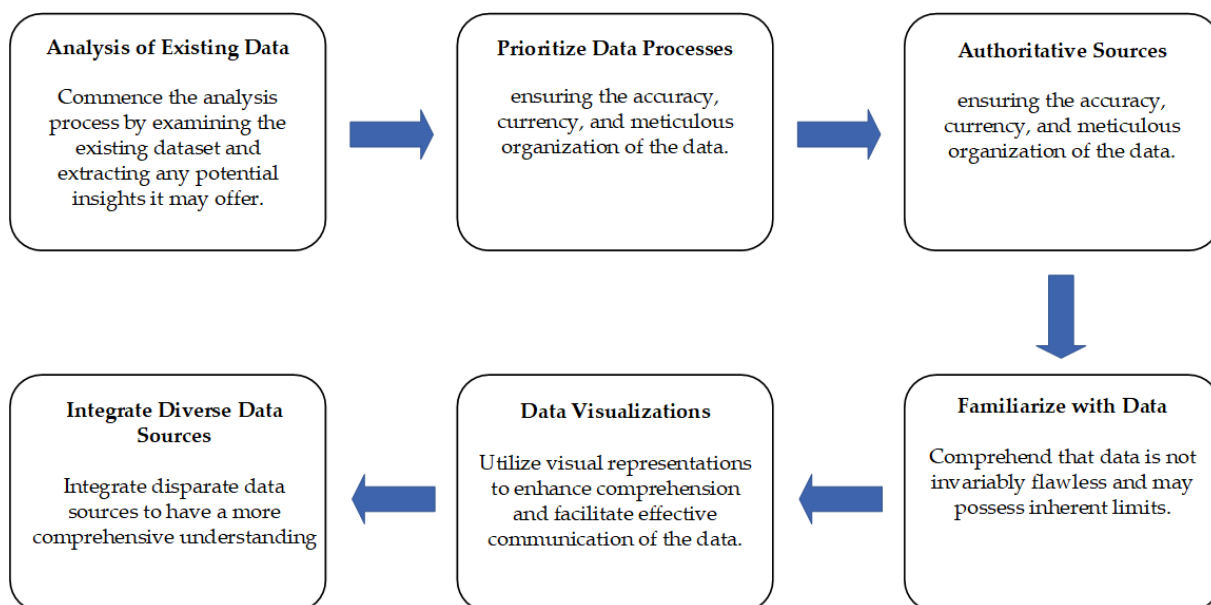 Analysis of Existing Data
Commence the analysis
process by examining the
existing dataset and
extracting any potential
insights it may offer.
Prioritize Data Processes
ensuring the accuracy,
currency, and meticulous
organization of the data.
Authoritative Sources
ensuring the accuracy,
currency, and meticulous
organization of the data.
Familiarize with Data
Comprehend that data is not
invariably flawless and may
possess inherent limits.
Data Visualizations
Utilize visual representations
to enhance comprehension
and facilitate effective
communication of the data.
Integrate Diverse Data
Sources
Integrate disparate data
sources to have a more
comprehensive understanding